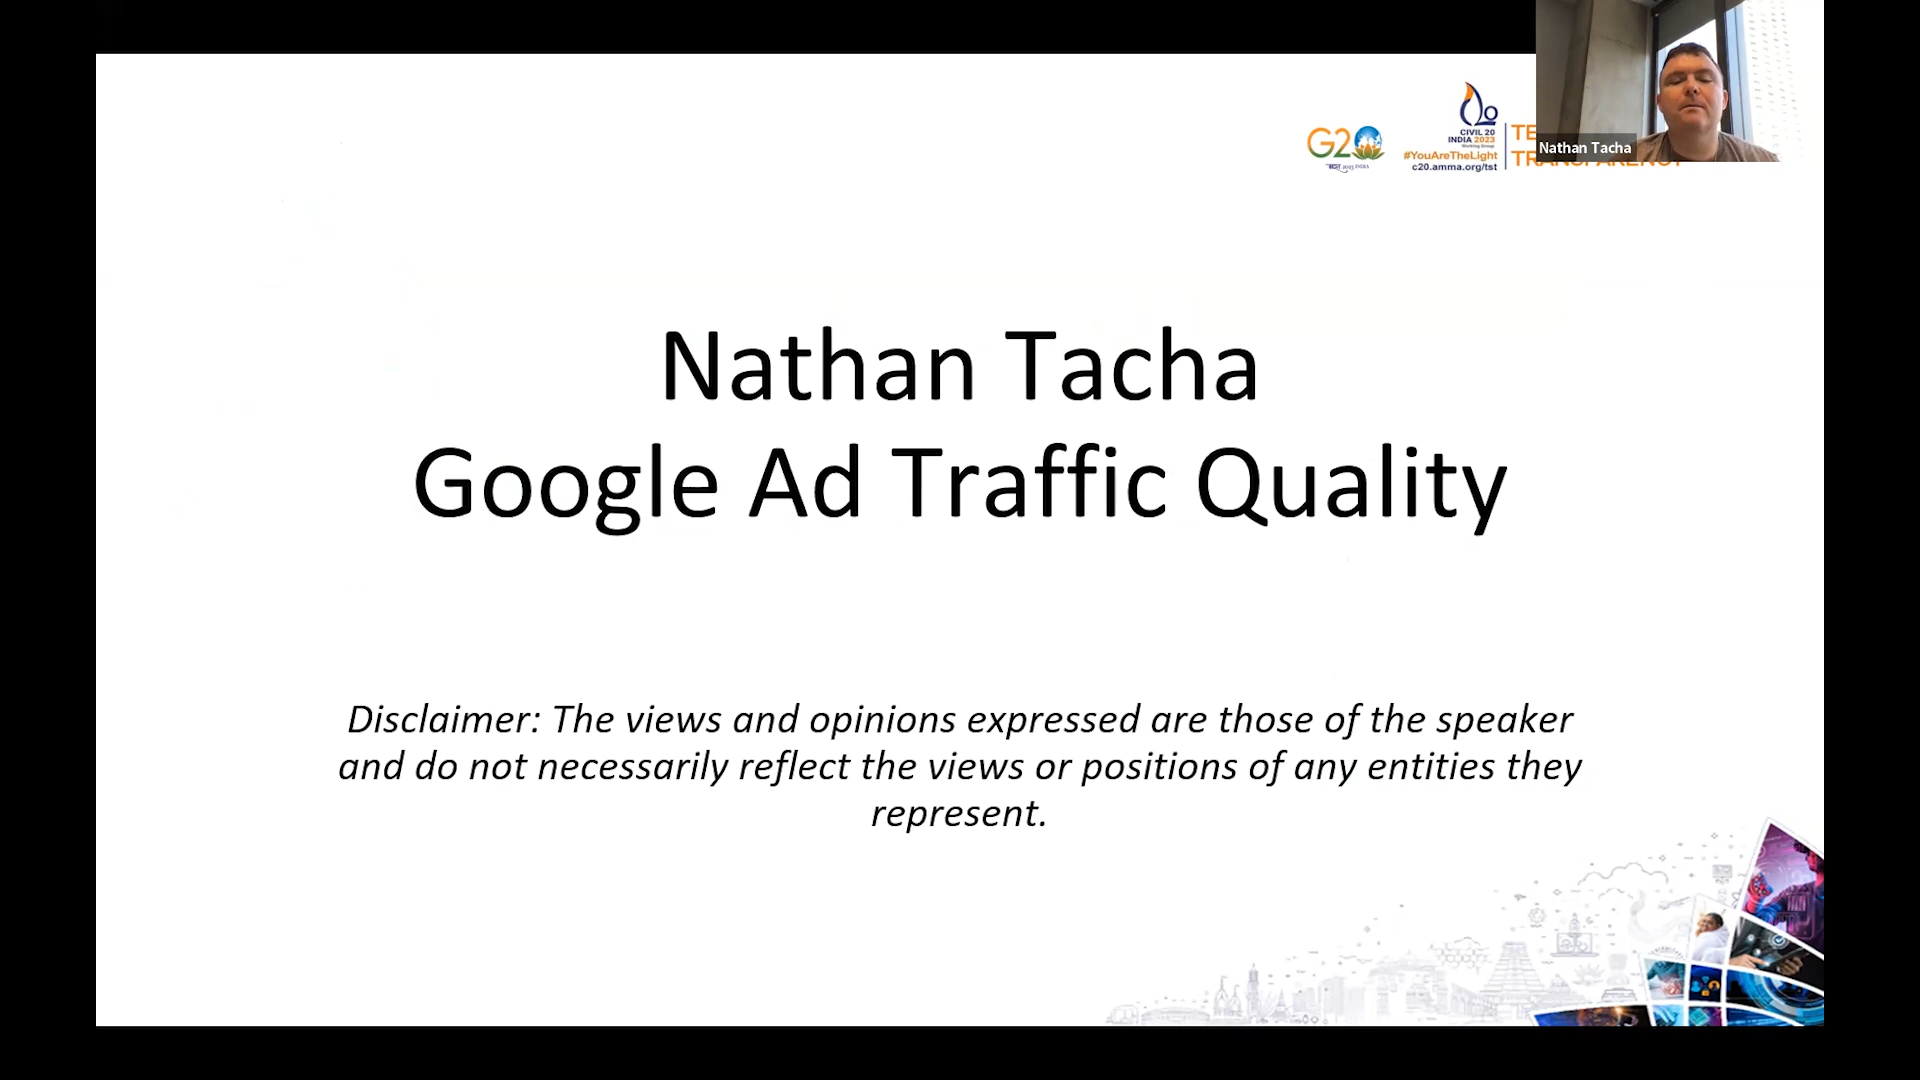 G20
CIVIL 20
INDIA 2023
Working Group
#YouAreTheLight
c20.amma.org/tst
Nathan Tacha
Nathan Tacha
Google Ad Traffic Quality
Disclaimer: The views and opinions expressed are those of the speaker
and do not necessarily reflect the views or positions of any entities they
represent.